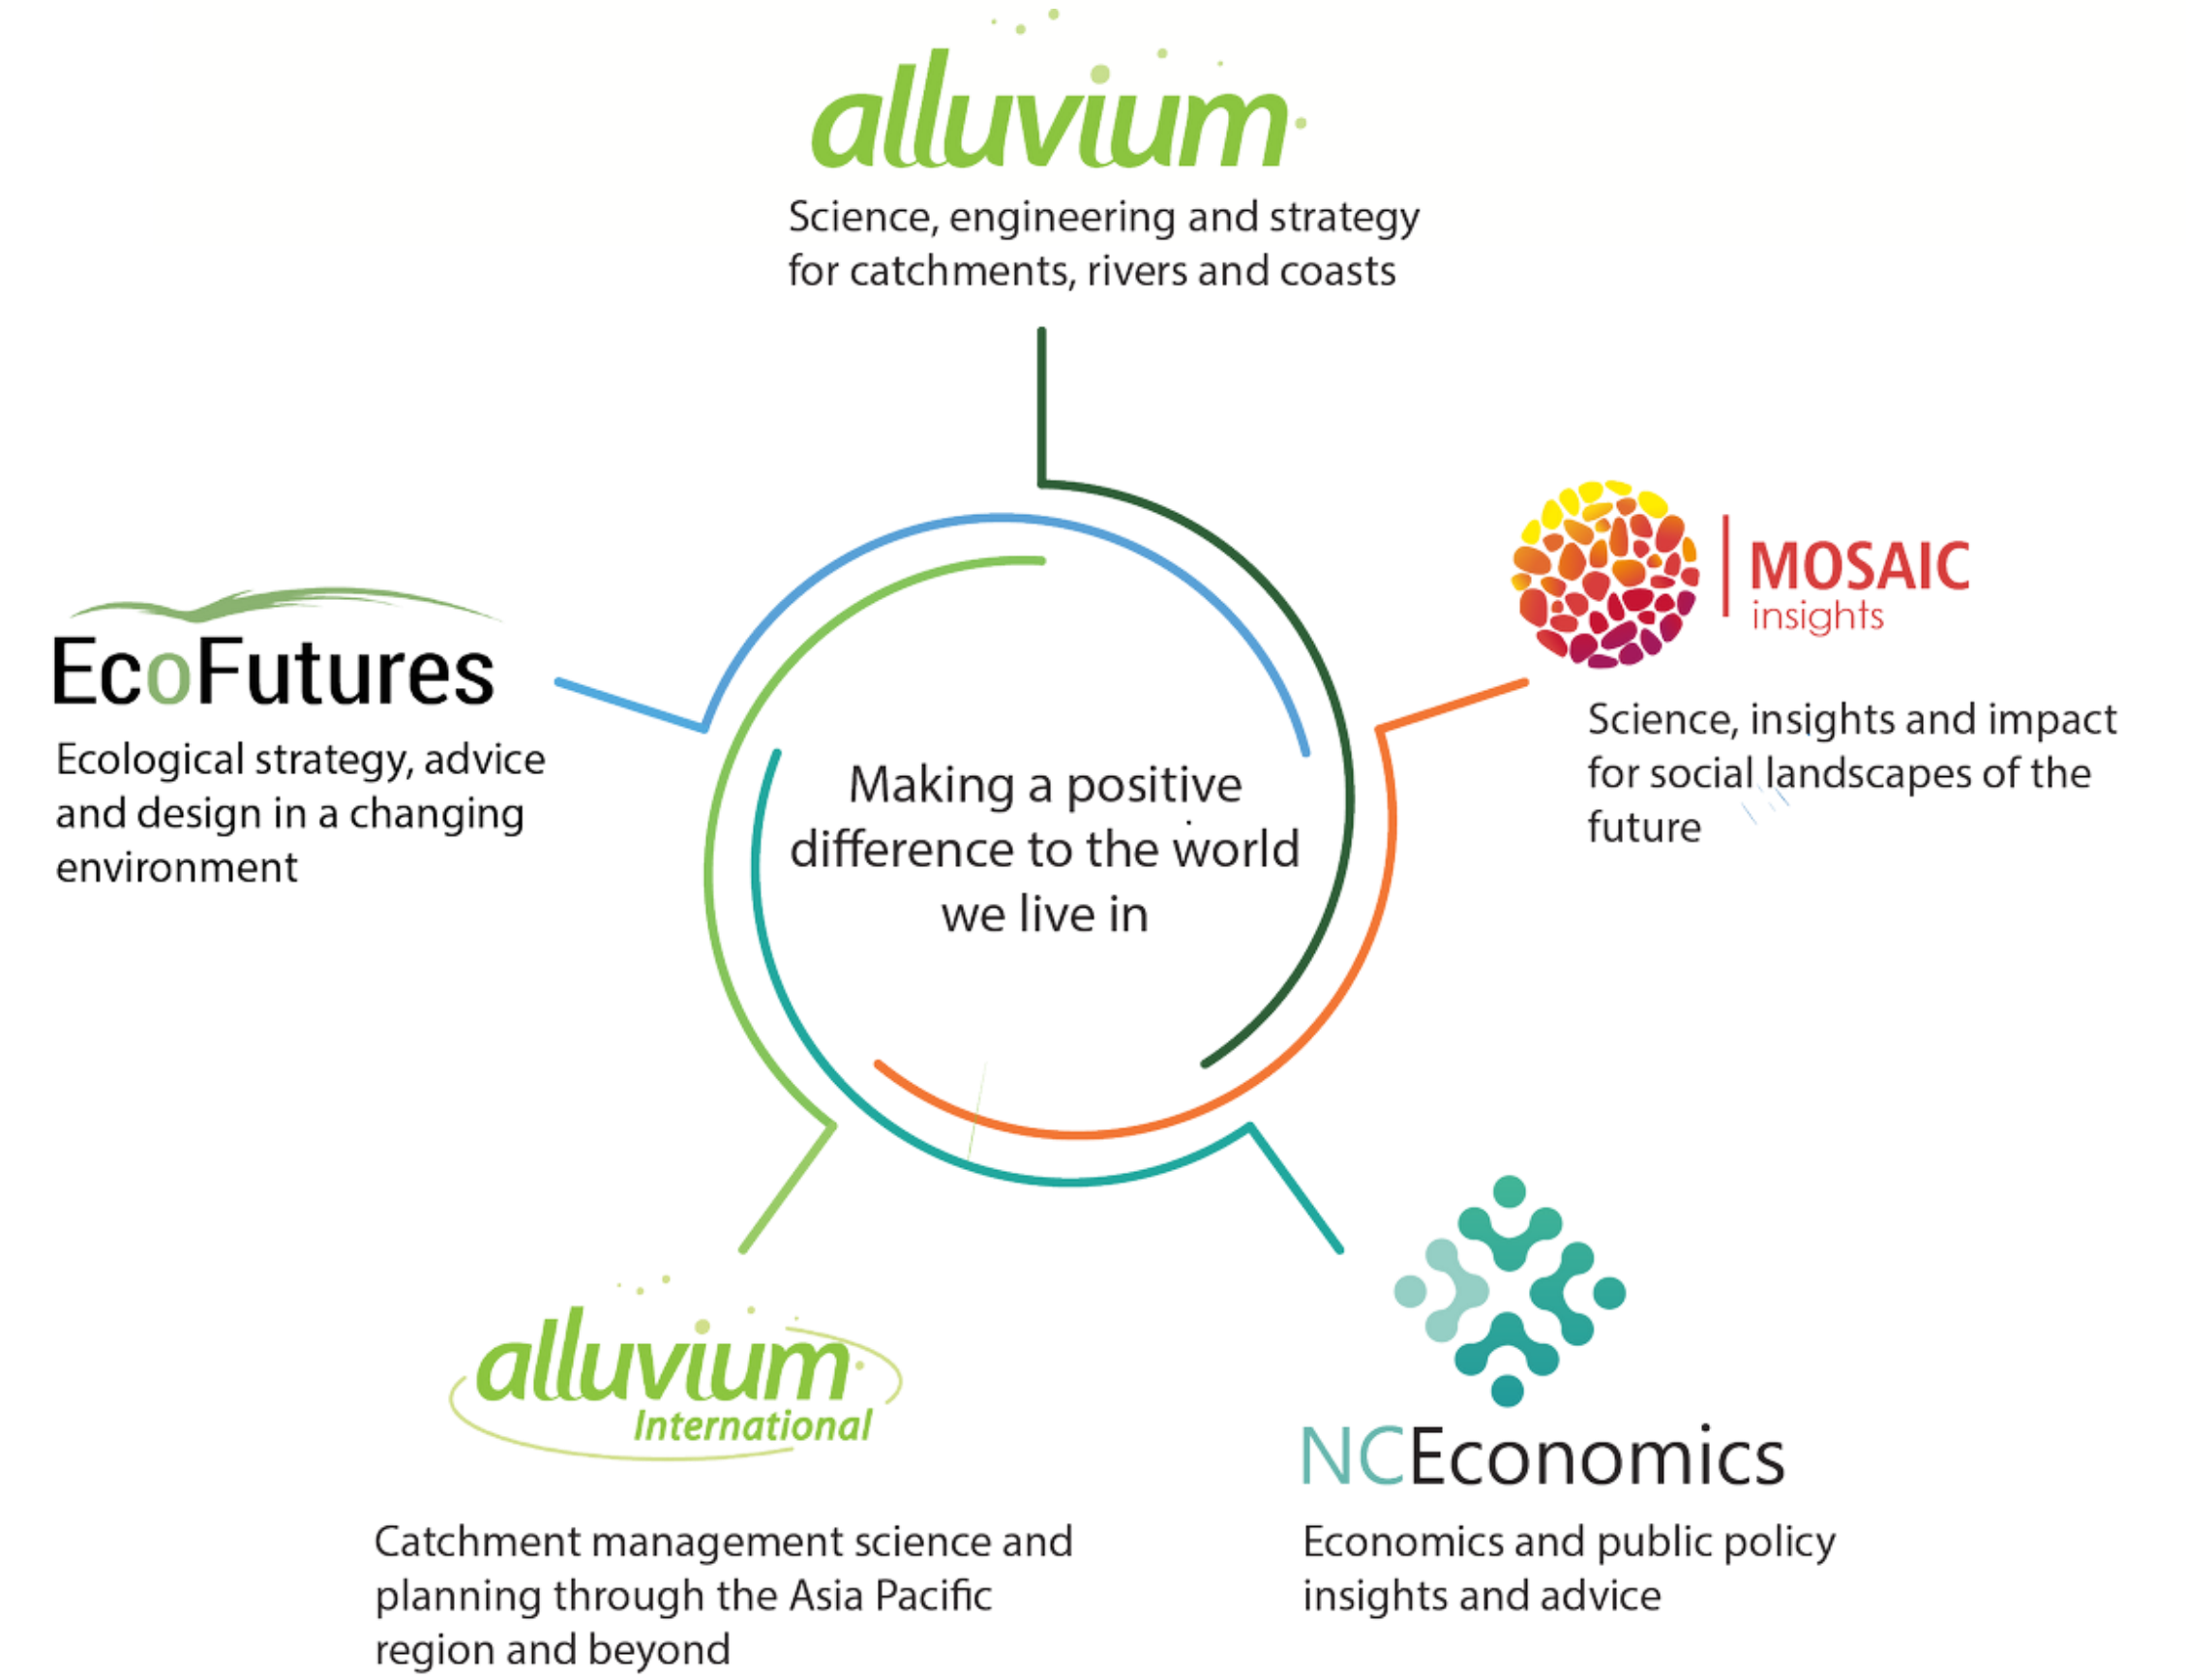 alluvium
Science, engineering and strategy
for catchments, rivers and coasts
MOSAIC
insights
Science, insights and impact
for social landscapes of the
future
EcoFutures
Ecological strategy, advice
and design in a changing
environment
Making a positive
difference to the world
we live in
alluvium
International
Catchment management science and
planning through the Asia Pacific
region and beyond
NCEconomics
Economics and public policy
insights and advice